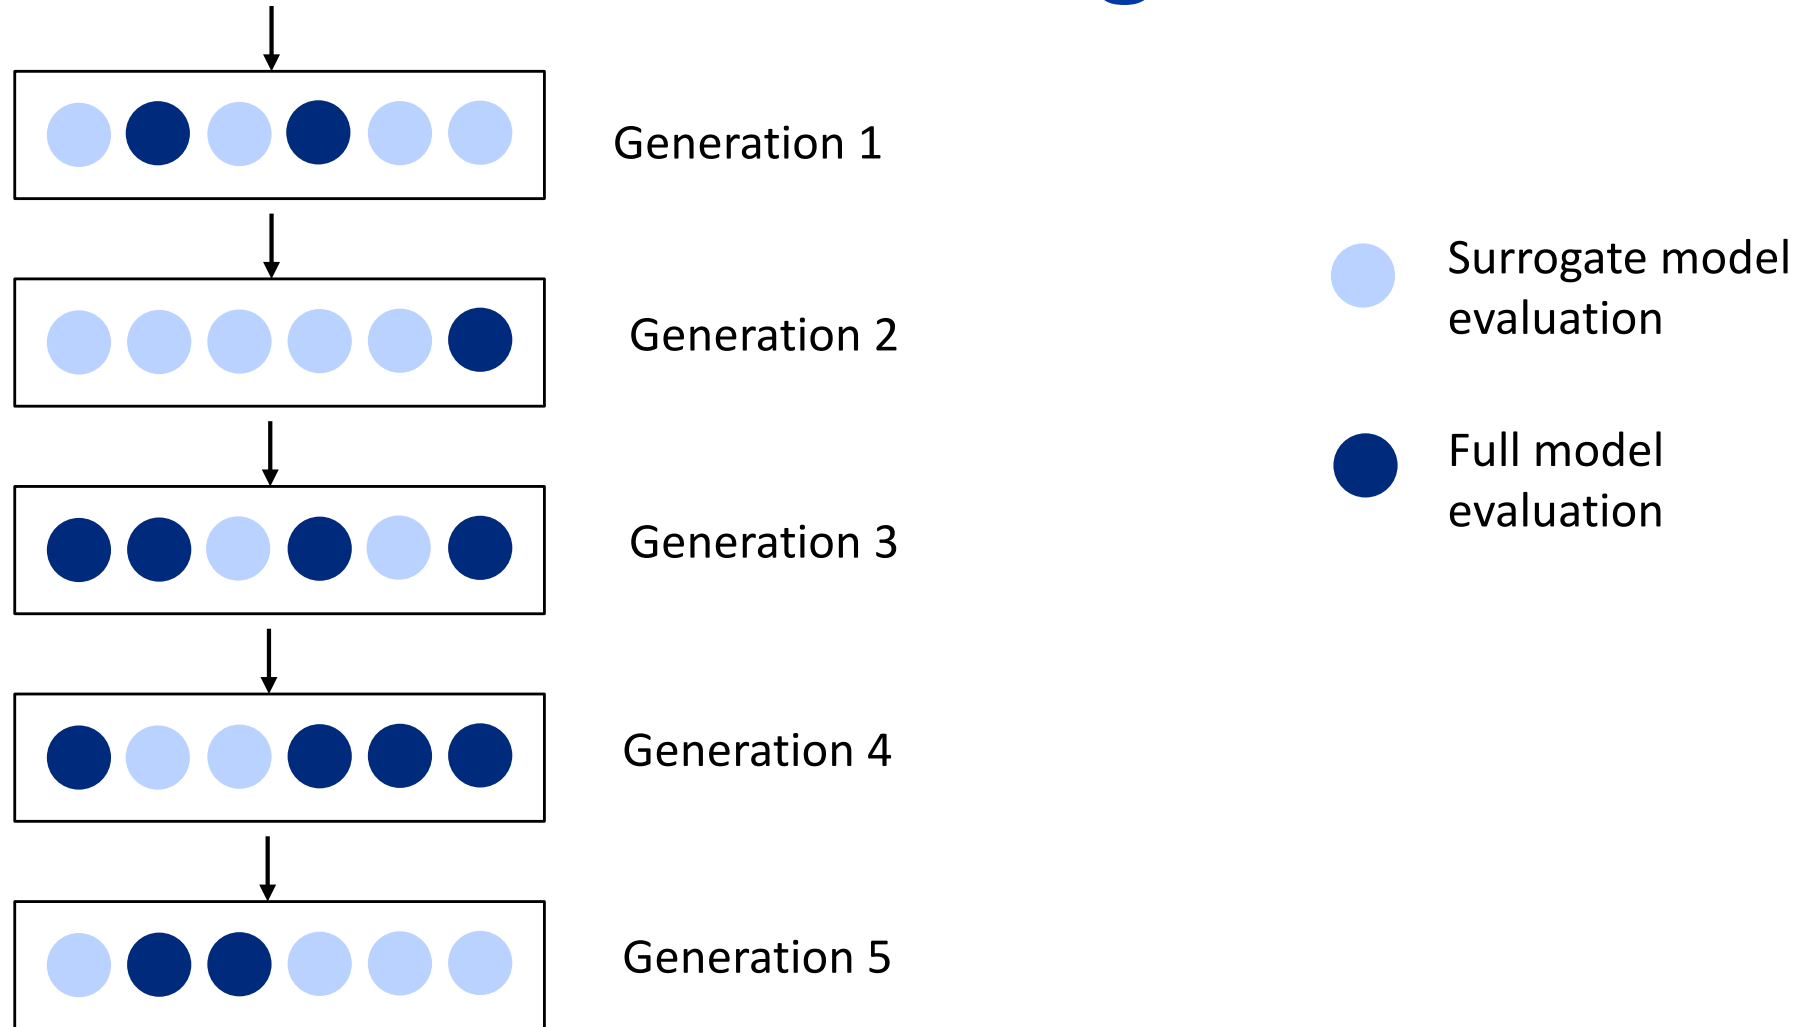 Generation 1
Generation 2
Generation 3
Generation 4
Generation 5
Surrogate model
evaluation
Full model
evaluation